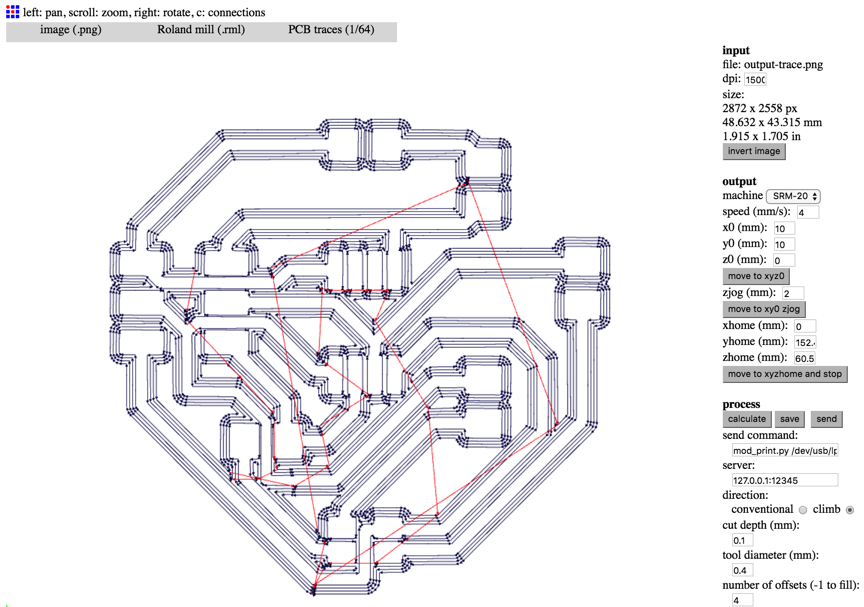 left: pan, scroll: zoom, right: rotate, c: connections
image (.png) Roland mill (.rml) PCB traces (1/64)
input
file: output-trace.png
dpi: 1500
size:
2872 x 2558 px
48.632 x 43.315 mm
1.915 x 1.705 in
invert image
output
machine SRM-20
speed (mm/s): 4
x0 (mm): 10
y0 (mm): 10
z0 (mm): 0
move to xyz0
zjog (mm): 2
move to xy0 zjog
xhome (mm): 0
yhome (mm): 152.
zhome (mm): 60.5
move to xyzhome and stop
process
calculate save send
send command:
mod_print.py /dev/usb/lp
server:
127.0.0.1:12345
direction:
conventional climb
cut depth (mm):
0.1
tool diameter (mm):
0.4
number of offsets (-1 to fill):
4